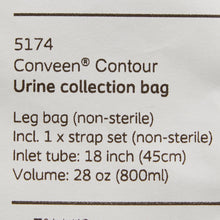 5174
Conveen® Contour
Urine collection bag
Leg bag (non-sterile)
Incl. 1 x strap set (non-sterile)
Inlet tube: 18 inch (45cm)
Volume: 28 oz (800ml)